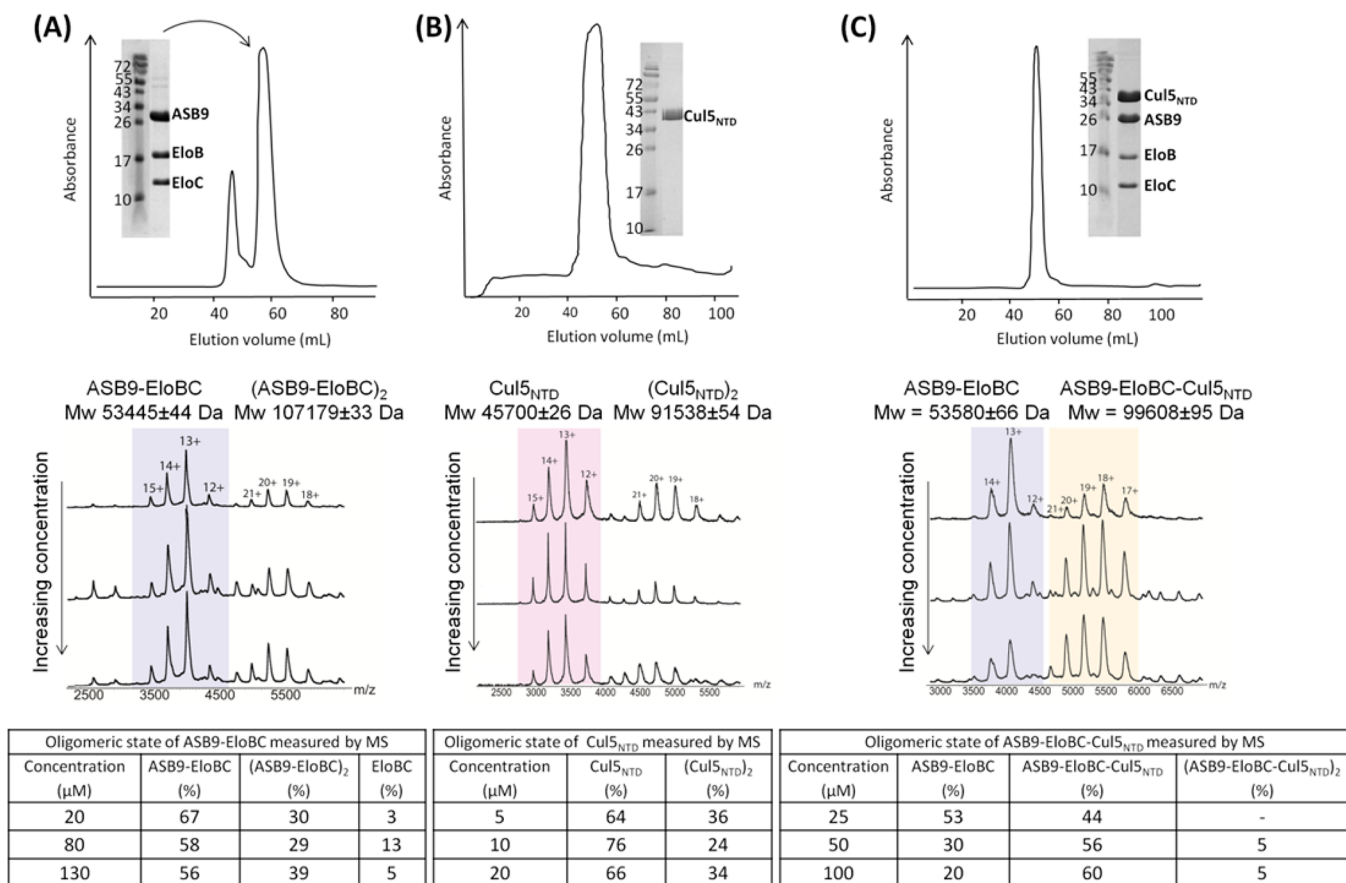 (A)
72
55
43
34
26
17
10
ASB9
EloB
EloC
Absorbance
20
40
60
80
Elution volume (mL)
(B)
72
55
43
34
26
17
10
Cul5NTD
Absorbance
20
40
60
100
Elution volume (mL)
(C)
55
43
34
26
17
10
Cul5NTD
ASB9
EloB
EloC
Absorbance
20
40
60
80
100
Elution volume (mL)
ASB9-EloBC
Mw 53445±44 Da
(ASB9-EloBC)2
Mw 107179±33 Da
Increasing concentration
15+
14+
13+
12+
21+
20+
19+
18+
2500
3500
4500
5500
m/z
Cul5NTD
Mw 45700±26 Da
(Cul5NTD)2
Mw 91538±54 Da
Increasing concentration
15+
14+
13+
12+
21+
20+
19+
18+
2500
3000
3500
4000
4500
5000
5500
m/z
ASB9-EloBC
Mw = 53580±66 Da
ASB9-EloBC-Cul5NTD
Mw = 99608±95 Da
Increasing concentration
14+
13+
12+
21+
20+
19+
18+
17+
3000
3500
4000
4500
5000
5500
6000
6500
m/z
Oligomeric state of ASB9-EloBC measured by MS
Concentration (µM) ASB9-EloBC (%) (ASB9-EloBC)2 (%) EloBC (%)
20 67 30 3
80 58 29 13
130 56 39 5
Oligomeric state of Cul5NTD measured by MS
Concentration (µM) Cul5NTD (%) (Cul5NTD)2 (%)
5 64 36
10 76 24
20 66 34
Oligomeric state of ASB9-EloBC-Cul5NTD measured by MS
Concentration (µM) ASB9-EloBC (%) ASB9-EloBC-Cul5NTD (%) (ASB9-EloBC-Cul5NTD)2 (%)
25 53 44 -
50 30 56 5
100 20 60 5